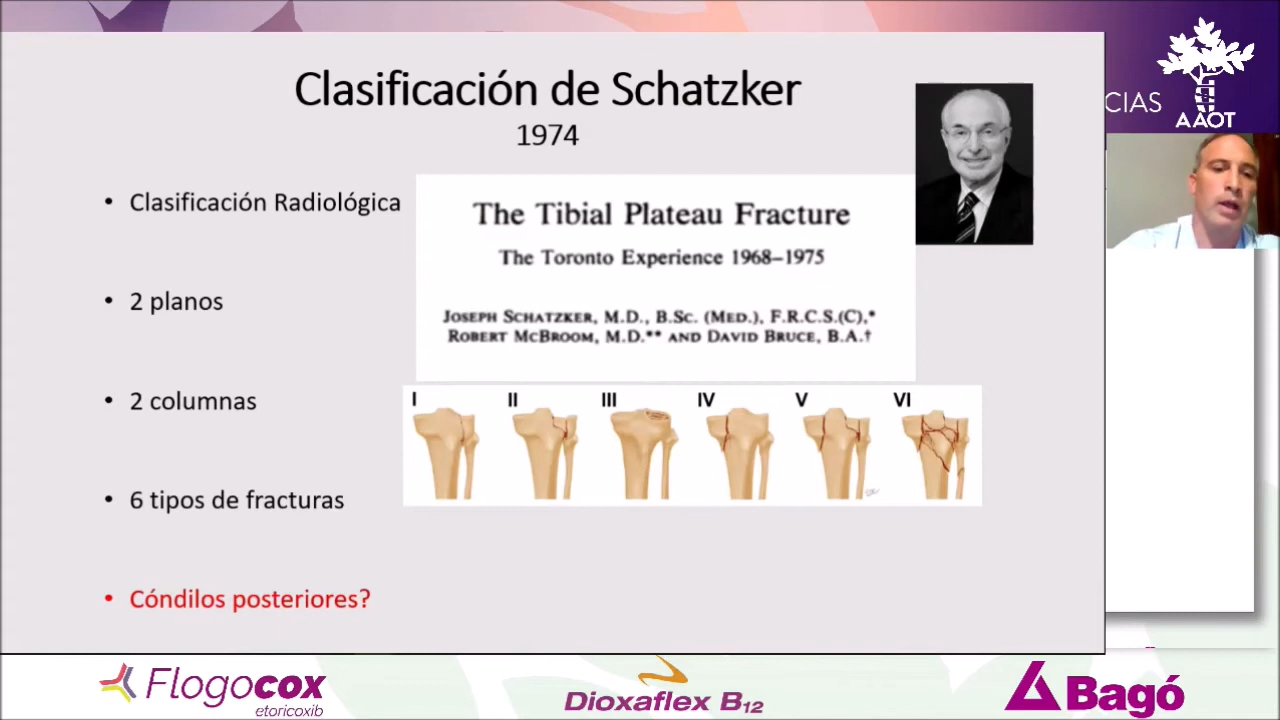 Clasificación de Schatzker
1974
• Clasificación Radiológica
• 2 planos
• 2 columnas
• 6 tipos de fracturas
• Cóndilos posteriores?
The Tibial Plateau Fracture
The Toronto Experience 1968–1975
JOSEPH SCHATZKER, M.D., B.SC. (MED.), F.R.C.S.(C),*
ROBERT MCBROOM, M.D.** AND DAVID BRUCE, B.A.†
I II III IV V VI
CIAS
AAOT
Flogocox
etoricoxib
Dioxaflex B12
Bagó